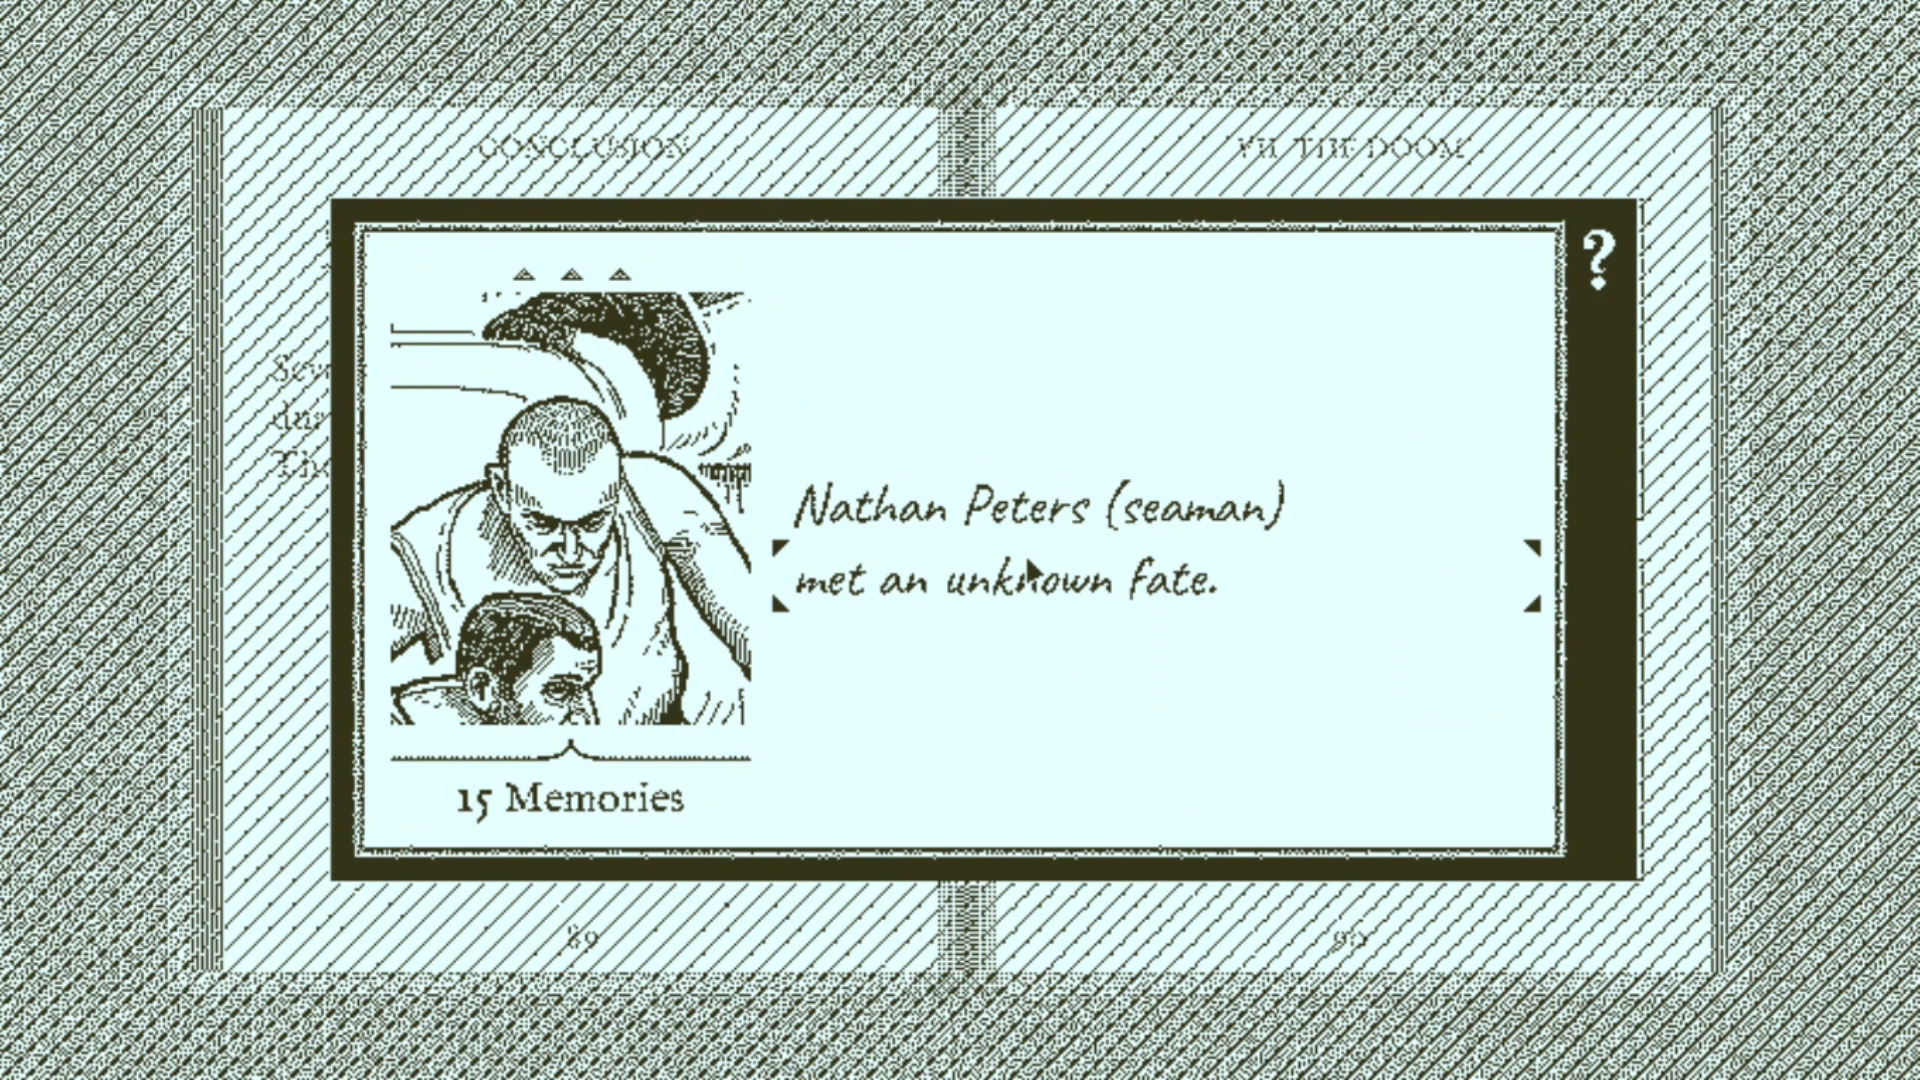 CONCLUSION
VII THE DOOM
?
Nathan Peters (seaman)
met an unknown fate.
15 Memories
89
90